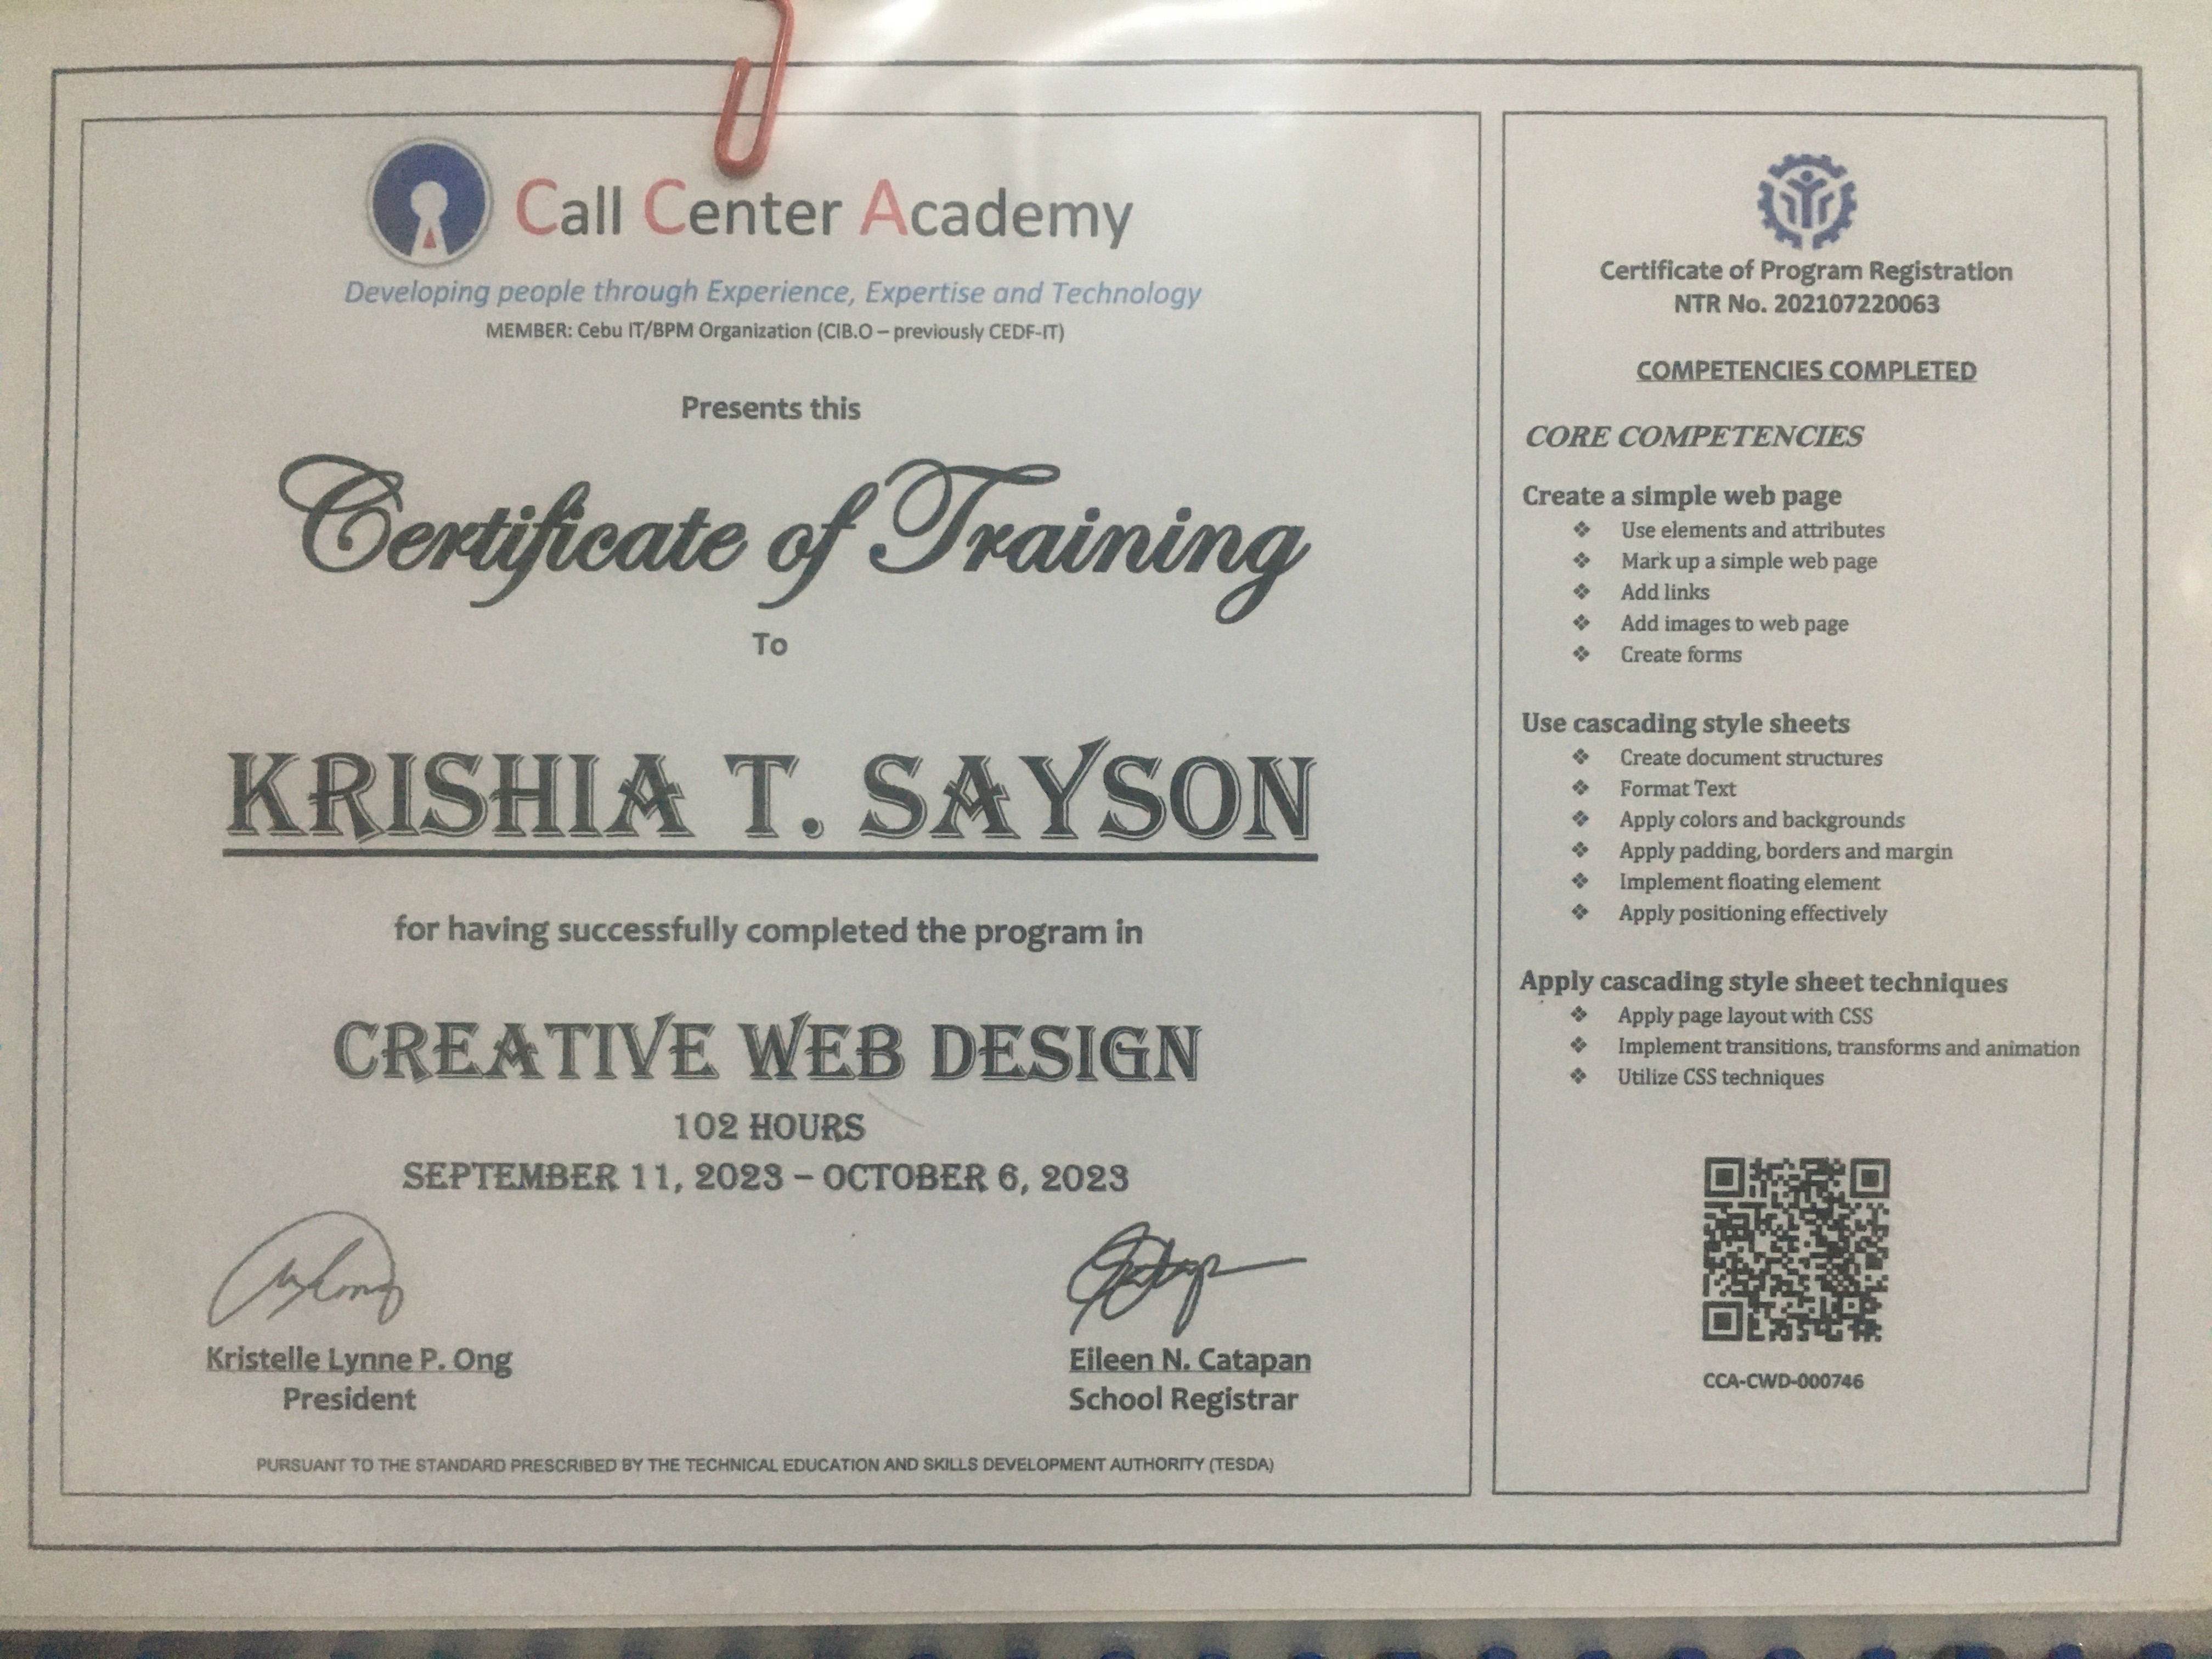 Call Center Academy
Developing people through Experience, Expertise and Technology
MEMBER: Cebu IT/BPM Organization (CIB.O – previously CEDF-IT)
Presents this
Certificate of Training
To
KRISHIA T. SAYSON
for having successfully completed the program in
CREATIVE WEB DESIGN
102 HOURS
SEPTEMBER 11, 2023 – OCTOBER 6, 2023
Kristelle Lynne P. Ong
President
Eileen N. Catapan
School Registrar
PURSUANT TO THE STANDARD PRESCRIBED BY THE TECHNICAL EDUCATION AND SKILLS DEVELOPMENT AUTHORITY (TESDA)
Certificate of Program Registration
NTR No. 202107220063
COMPETENCIES COMPLETED
CORE COMPETENCIES
Create a simple web page
❖ Use elements and attributes
❖ Mark up a simple web page
❖ Add links
❖ Add images to web page
❖ Create forms
Use cascading style sheets
❖ Create document structures
❖ Format Text
❖ Apply colors and backgrounds
❖ Apply padding, borders and margin
❖ Implement floating element
❖ Apply positioning effectively
Apply cascading style sheet techniques
❖ Apply page layout with CSS
❖ Implement transitions, transforms and animation
❖ Utilize CSS techniques
CCA-CWD-000746